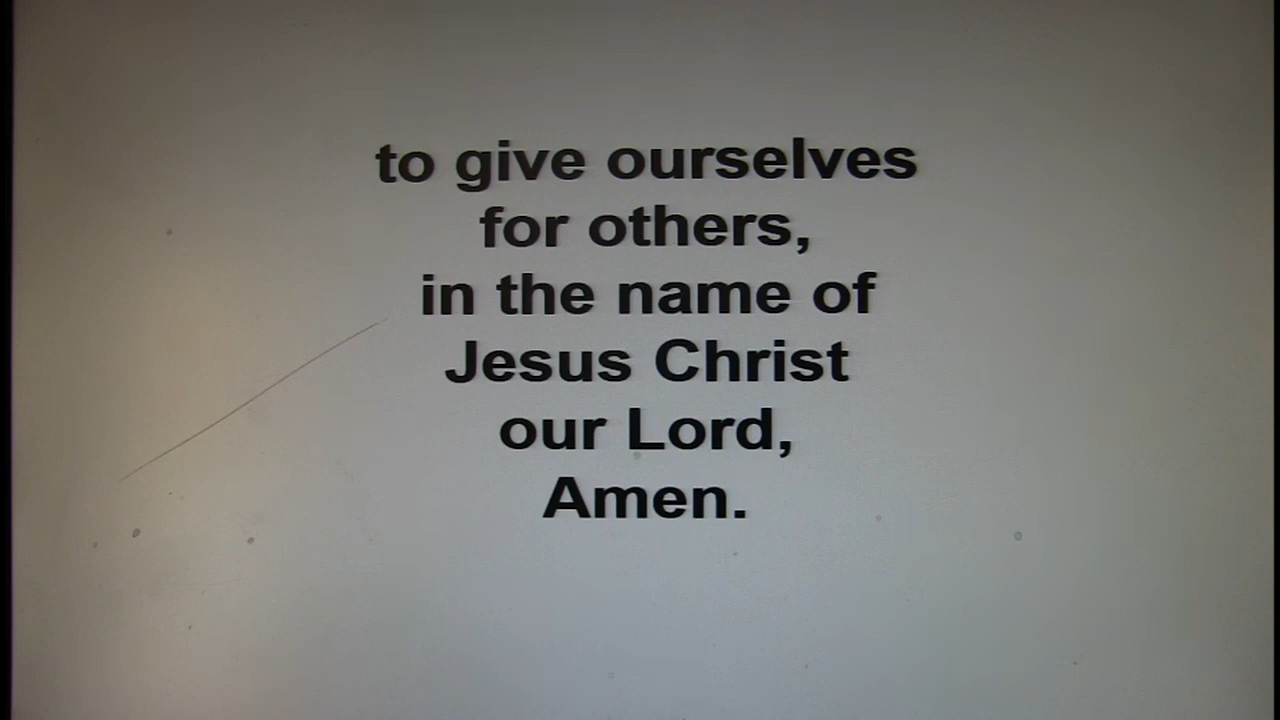 to give ourselves
for others,
in the name of
Jesus Christ
our Lord,
Amen.